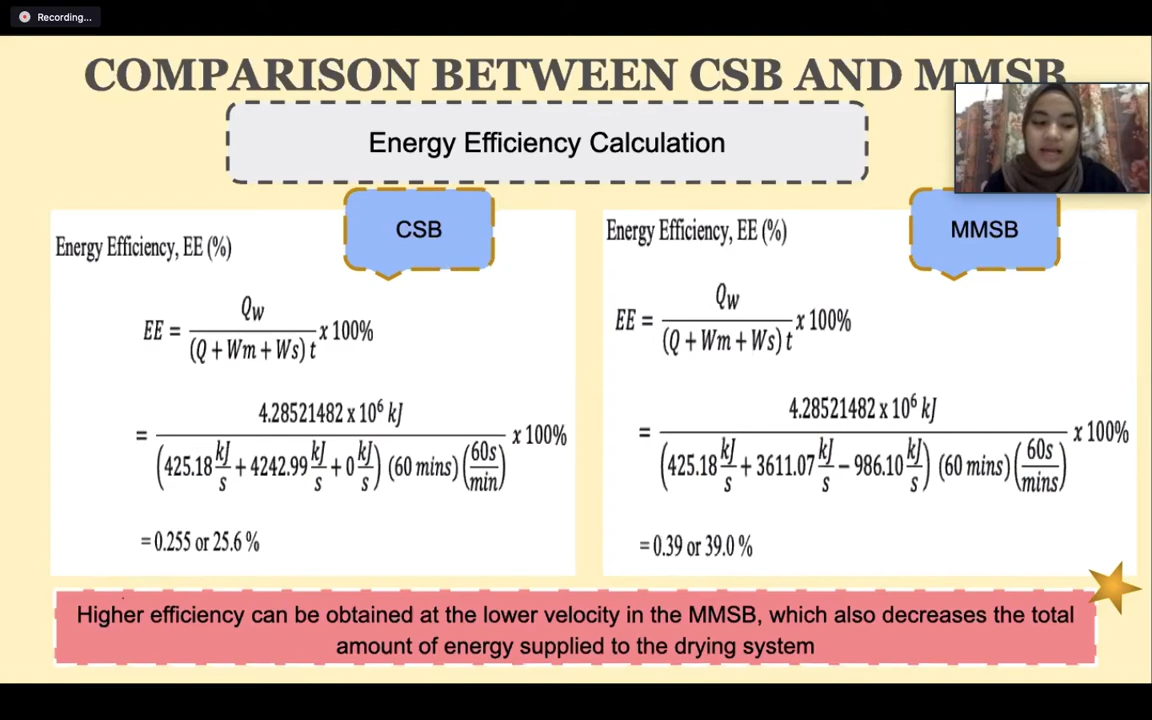 Recording...
COMPARISON BETWEEN CSB AND MMSB
Energy Efficiency Calculation
CSB
Energy Efficiency, EE (%)
EE = Qw / (Q + Wm + Ws) t x 100%
= 4.28521482 x 10⁶ kJ / (425.18 kJ/s + 4242.99 kJ/s + 0 kJ/s) (60 mins) (60s/min) x 100%
= 0.255 or 25.6 %
MMSB
Energy Efficiency, EE (%)
EE = Qw / (Q + Wm + Ws) t x 100%
= 4.28521482 x 10⁶ kJ / (425.18 kJ/s + 3611.07 kJ/s − 986.10 kJ/s) (60 mins) (60s/mins) x 100%
= 0.39 or 39.0 %
Higher efficiency can be obtained at the lower velocity in the MMSB, which also decreases the total
amount of energy supplied to the drying system